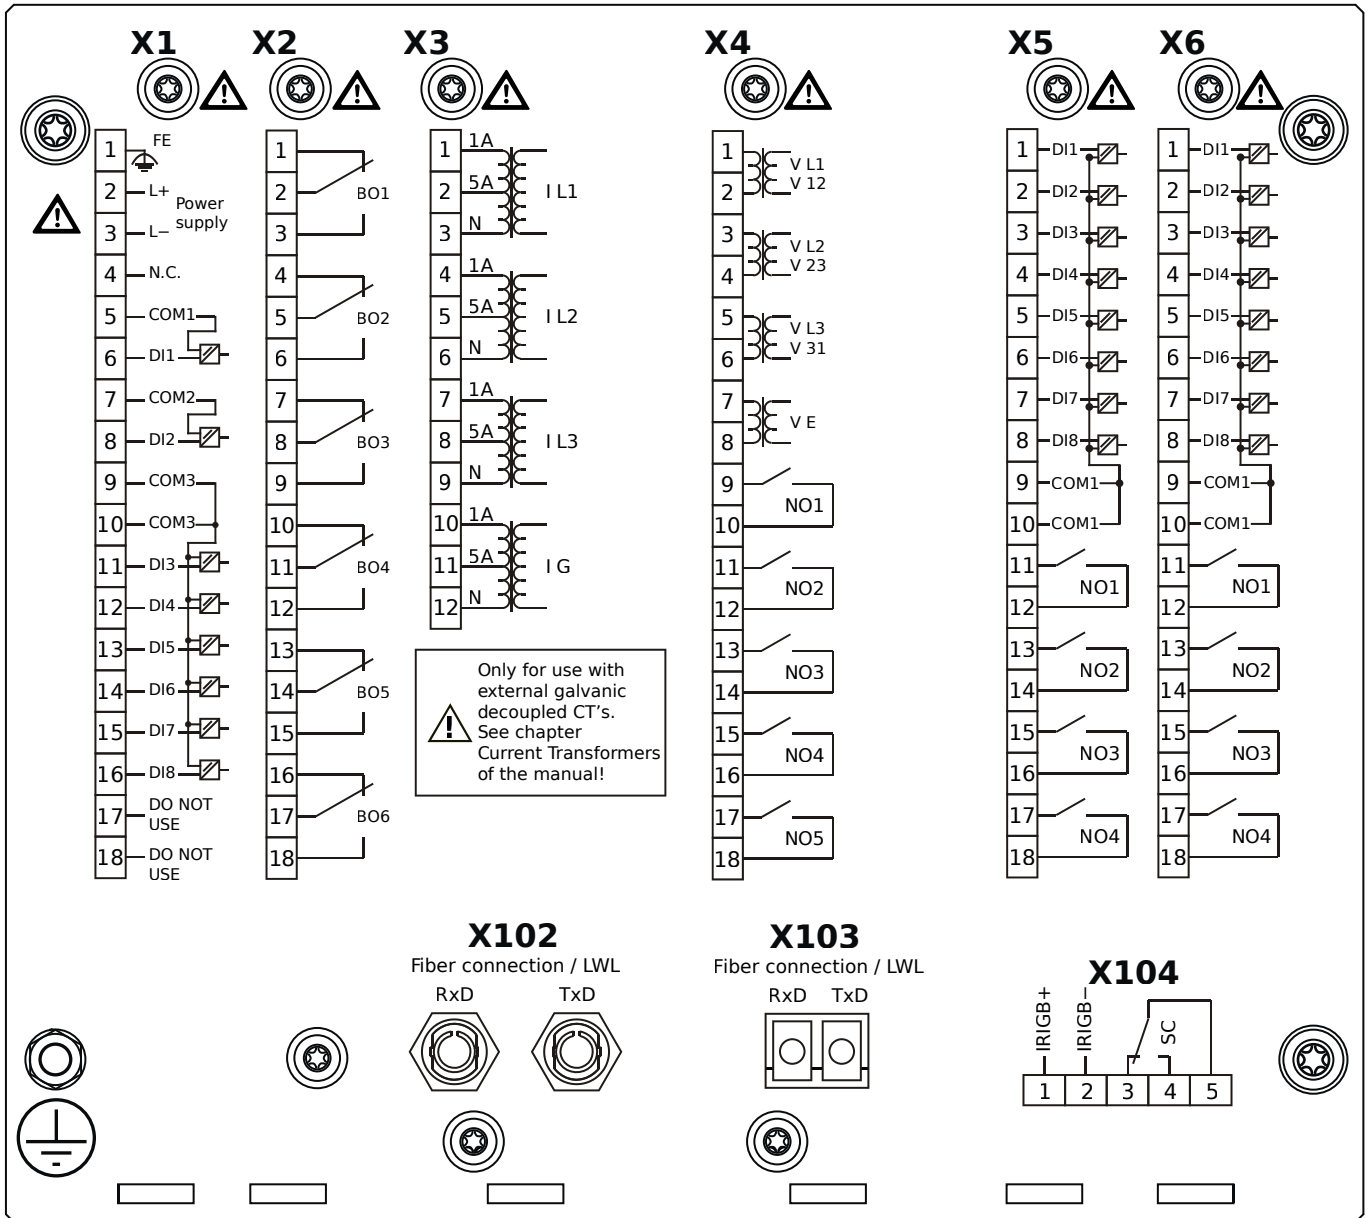 X1
X2
X3
X4
X5
X6
1
FE
2
L+
Power
supply
3
L−
4
N.C.
5
COM1
6
DI1
7
COM2
8
DI2
9
COM3
10
COM3
11
DI3
12
DI4
13
DI5
14
DI6
15
DI7
16
DI8
17
DO NOT
USE
18
DO NOT
USE
1
2
BO1
3
4
5
BO2
6
7
8
BO3
9
10
11
BO4
12
13
14
BO5
15
16
17
BO6
18
1
1A
2
5A
I L1
3
N
4
1A
5
5A
I L2
6
N
7
1A
8
5A
I L3
9
N
10
1A
11
5A
I G
12
N
Only for use with
external galvanic
decoupled CT's.
See chapter
Current Transformers
of the manual!
1
V L1
V 12
2
3
V L2
V 23
4
5
V L3
V 31
6
7
V E
8
9
NO1
10
11
NO2
12
13
NO3
14
15
NO4
16
17
NO5
18
1
DI1
2
DI2
3
DI3
4
DI4
5
DI5
6
DI6
7
DI7
8
DI8
9
COM1
10
COM1
11
NO1
12
13
NO2
14
15
NO3
16
17
NO4
18
1
DI1
2
DI2
3
DI3
4
DI4
5
DI5
6
DI6
7
DI7
8
DI8
9
COM1
10
COM1
11
NO1
12
13
NO2
14
15
NO3
16
17
NO4
18
X102
Fiber connection / LWL
RxD TxD
X103
Fiber connection / LWL
RxD TxD
X104
IRIGB+
IRIGB−
SC
1 2 3 4 5